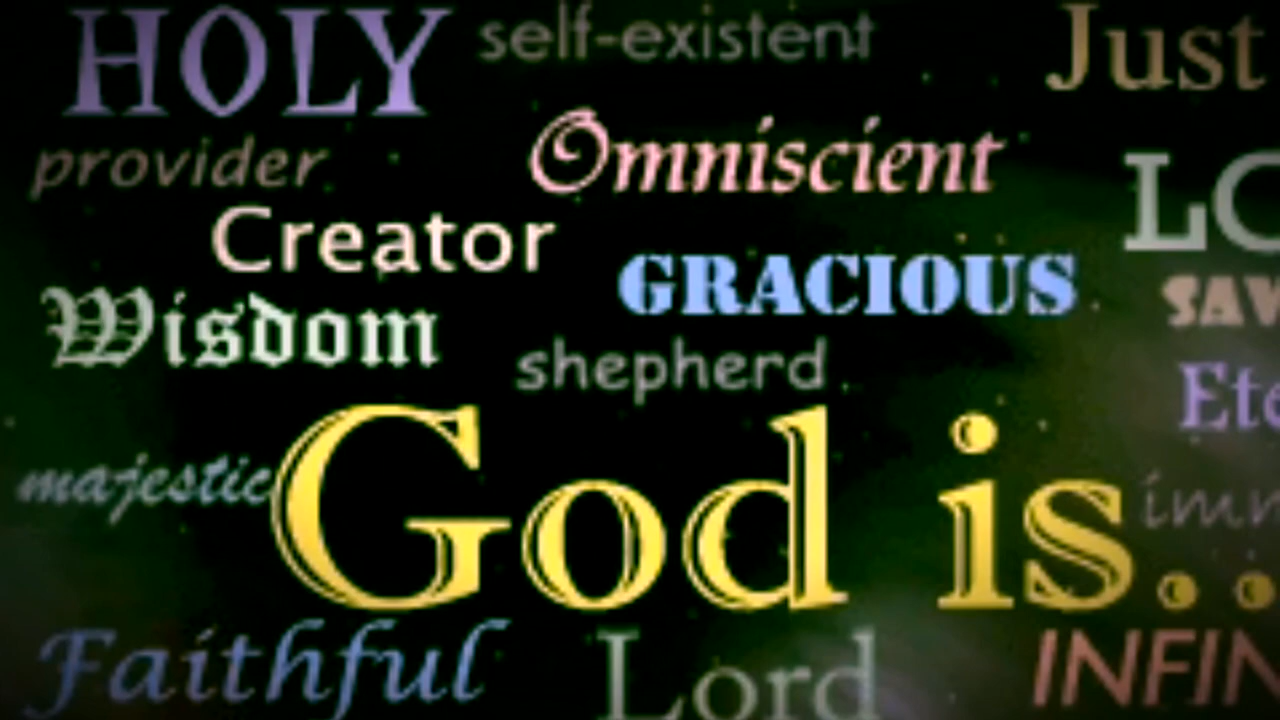 HOLY self-existent Just
provider Omniscient
Creator GRACIOUS
Wisdom shepherd
majestic God is..
Faithful Lord